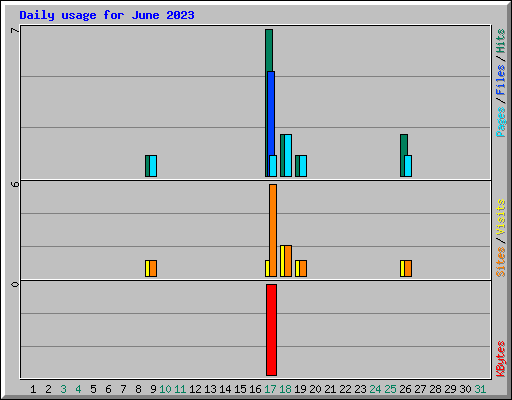 Daily usage for June 2023
7
6
0
Pages / Files / Hits
Sites / Visits
KBytes
1 2 3 4 5 6 7 8 9 10 11 12 13 14 15 16 17 18 19 20 21 22 23 24 25 26 27 28 29 30 31